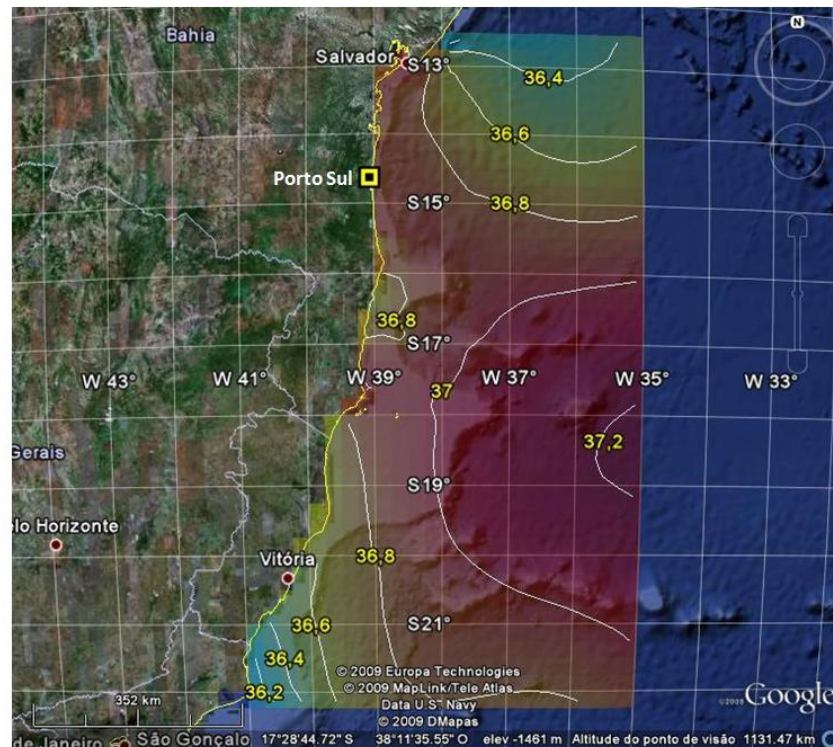 N
Bahia
Salvador
S13°
36,4
36,6
Porto Sul
S15°
36,8
36,8
S17°
W 43°
W 41°
W 39°
37
W 37°
W 35°
W 33°
37,2
Gerais
S19°
elo Horizonte
Vitória
36,8
36,6
S21°
36,4
36,2
© 2009 Europa Technologies
© 2009 MapLink/Tele Atlas
Data U.S. Navy
© 2009 DMapas
©2009 Google
352 km
de Janeiro
São Gonçalo
17°28'44.72" S 38°11'35.55" O elev -1461 m Altitude do ponto de visão 1131.47 km